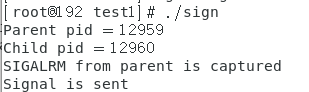 [root@192 test1]# ./sign
Parent pid = 12959
Child pid = 12960
SIGALRM from parent is captured
Signal is sent